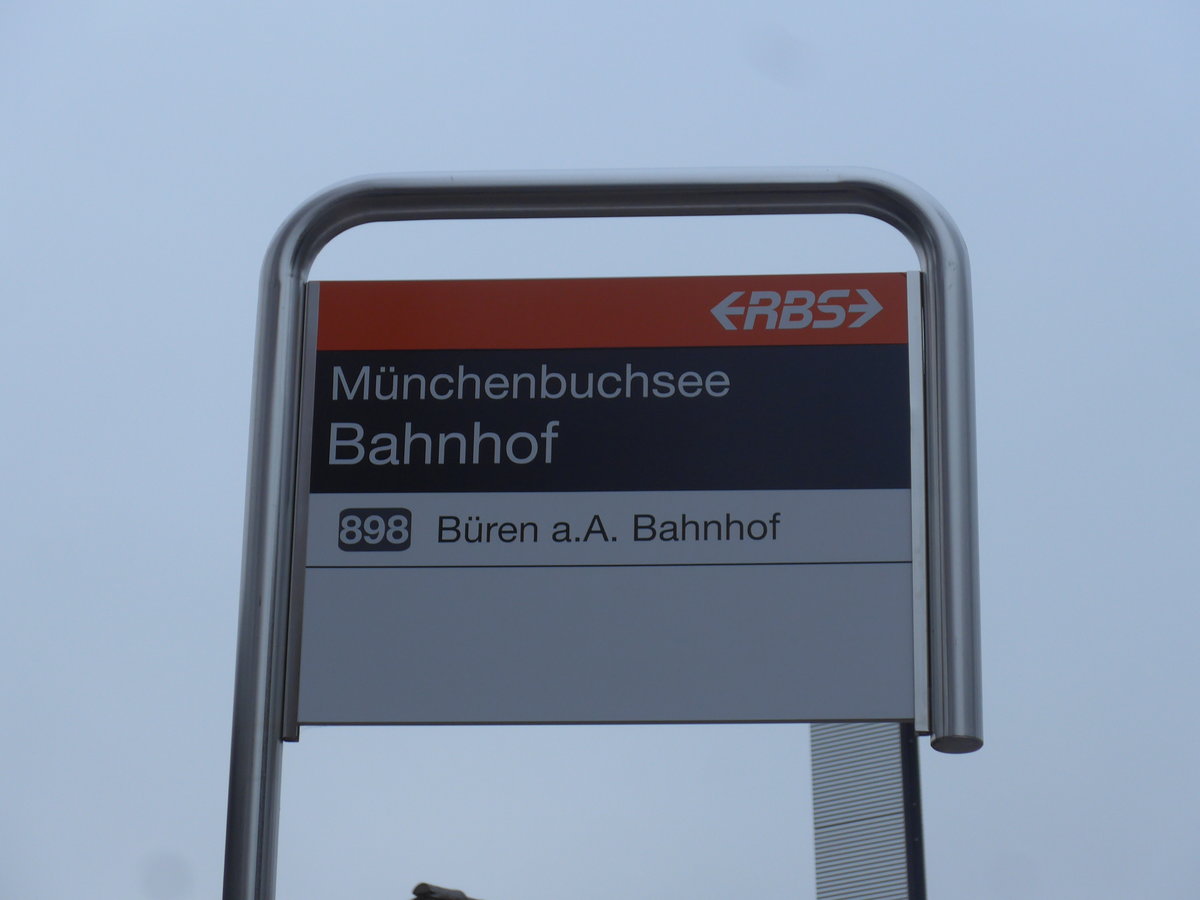 RBS
Münchenbuchsee
Bahnhof
898 Büren a.A. Bahnhof